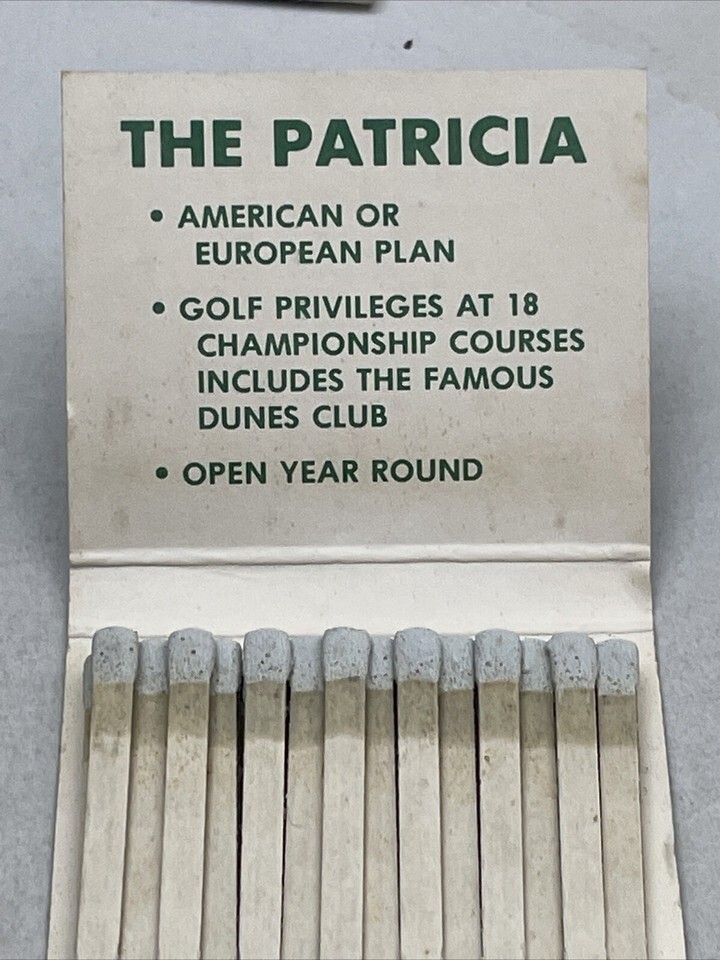 THE PATRICIA
• AMERICAN OR
EUROPEAN PLAN
• GOLF PRIVILEGES AT 18
CHAMPIONSHIP COURSES
INCLUDES THE FAMOUS
DUNES CLUB
• OPEN YEAR ROUND